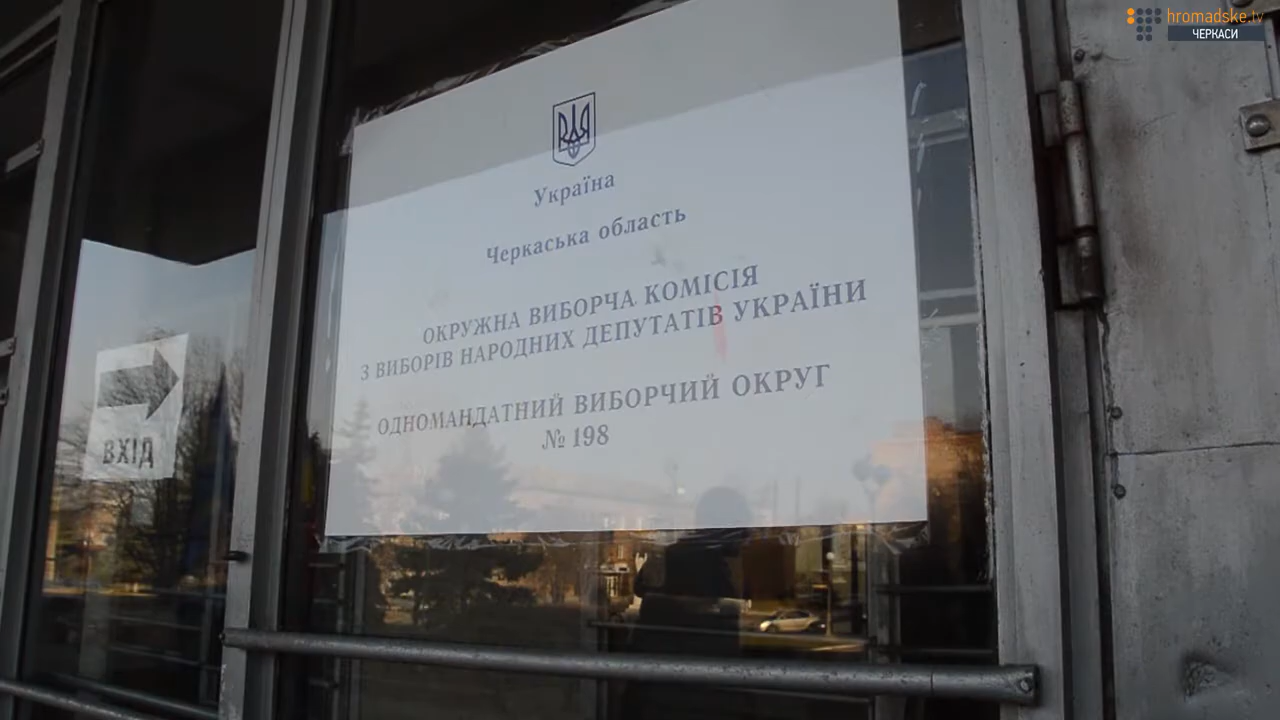 hromadske.tv
ЧЕРКАСИ
Україна
Черкаська область
ОКРУЖНА ВИБОРЧА КОМІСІЯ
З ВИБОРІВ НАРОДНИХ ДЕПУТАТІВ УКРАЇНИ
ОДНОМАНДАТНИЙ ВИБОРЧИЙ ОКРУГ
№ 198
ВХІД